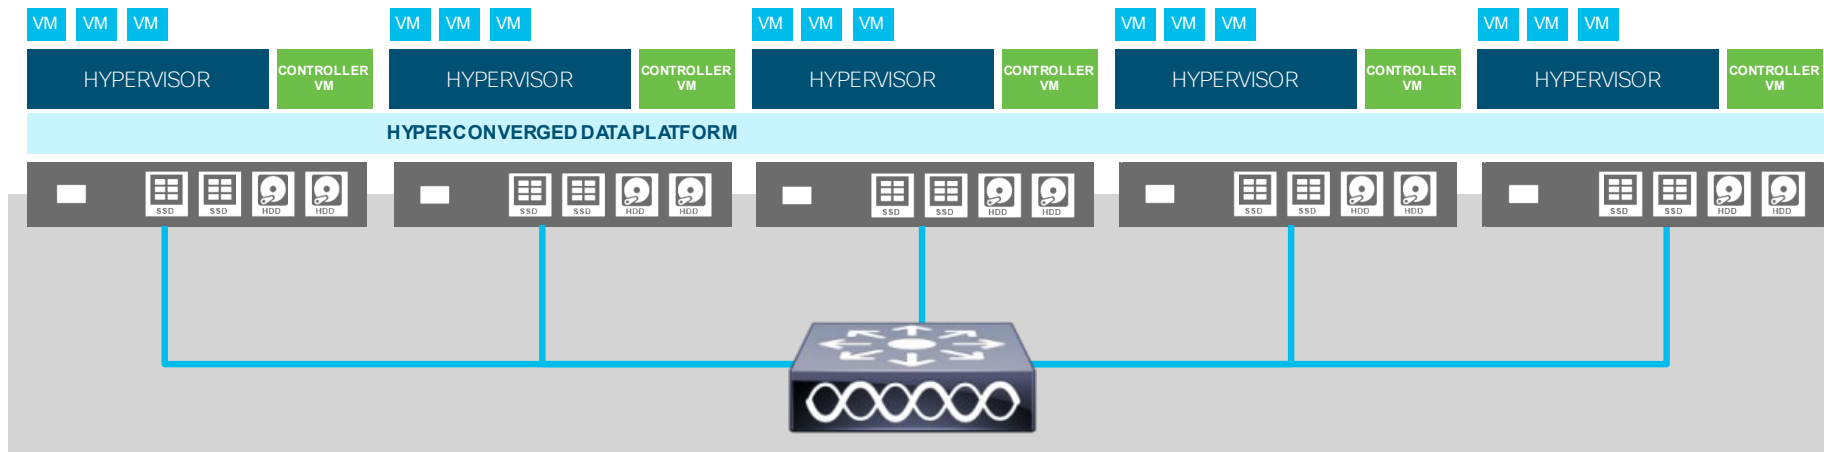 VM VM VM VM VM VM VM VM VM VM VM VM VM VM VM
HYPERVISOR CONTROLLER VM HYPERVISOR CONTROLLER VM HYPERVISOR CONTROLLER VM HYPERVISOR CONTROLLER VM HYPERVISOR CONTROLLER VM
HYPERCONVERGED DATA PLATFORM
SSD SSD HDD HDD SSD SSD HDD HDD SSD SSD HDD HDD SSD SSD HDD HDD SSD SSD HDD HDD